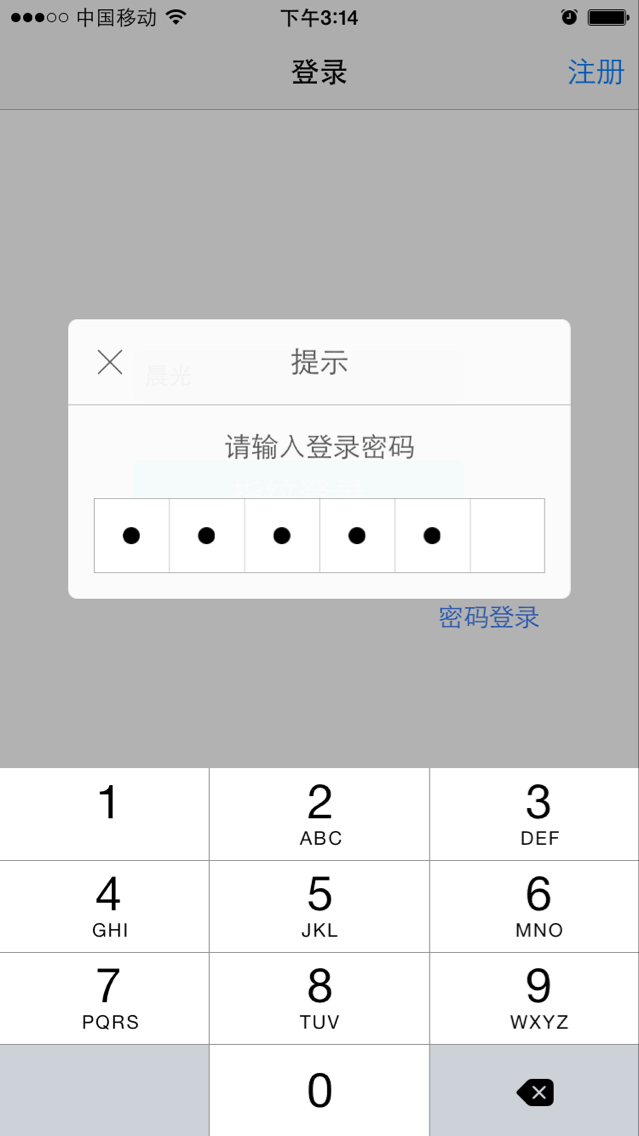 中国移动 下午3:14
登录 注册
提示
晨光
请输入登录密码
密码登录
1 2 3
ABC DEF
4 5 6
GHI JKL MNO
7 8 9
PQRS TUV WXYZ
0